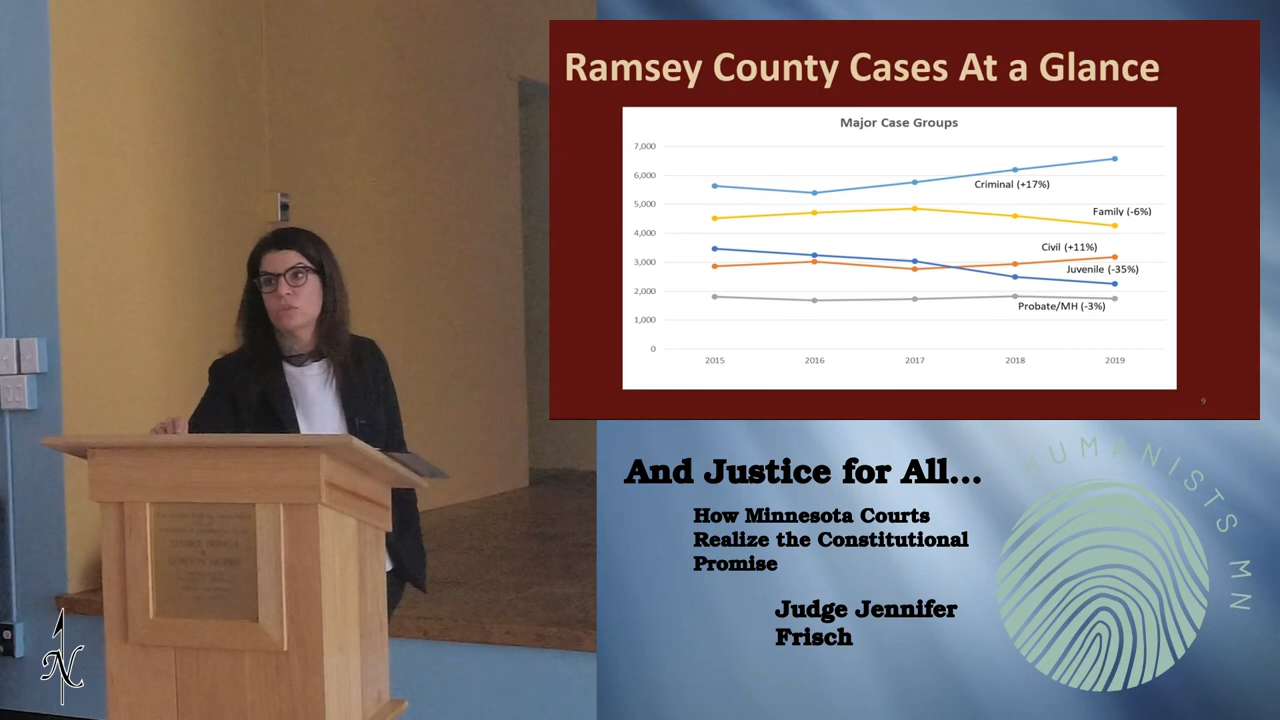 Ramsey County Cases At a Glance
Major Case Groups
7,000
6,000
5,000
4,000
3,000
2,000
1,000
0
Criminal (+17%)
Family (-6%)
Civil (+11%)
Juvenile (-35%)
Probate/MH (-3%)
2015 2016 2017 2018 2019
9
And Justice for All...
How Minnesota Courts
Realize the Constitutional
Promise
Judge Jennifer
Frisch
HUMANISTS MN
N